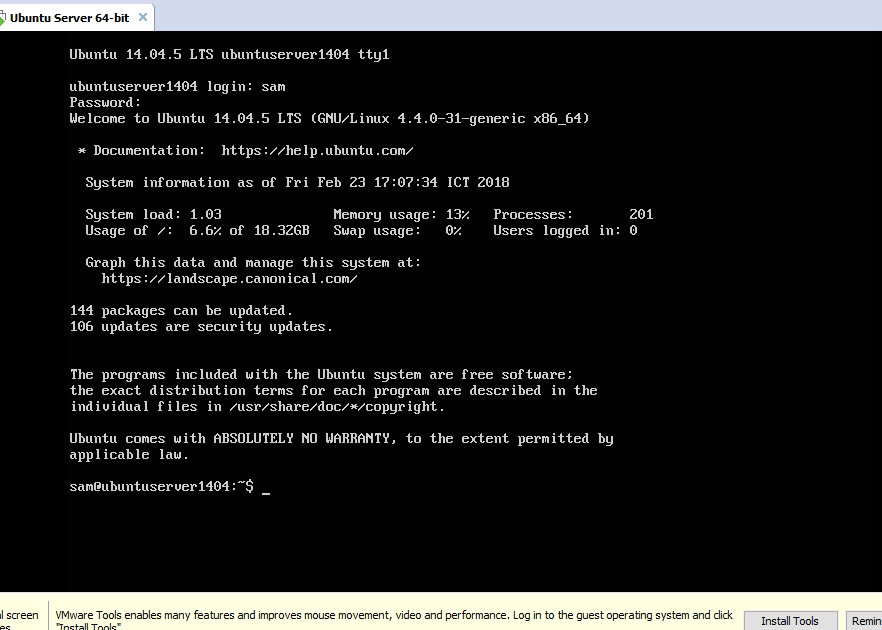 Ubuntu Server 64-bit
Ubuntu 14.04.5 LTS ubuntuserver1404 tty1
ubuntuserver1404 login: sam
Password:
Welcome to Ubuntu 14.04.5 LTS (GNU/Linux 4.4.0-31-generic x86_64)
* Documentation:  https://help.ubuntu.com/
System information as of Fri Feb 23 17:07:34 ICT 2018
System load: 1.03 Memory usage: 13% Processes: 201
Usage of /: 6.6% of 18.32GB Swap usage: 0% Users logged in: 0
Graph this data and manage this system at:
https://landscape.canonical.com/
144 packages can be updated.
106 updates are security updates.
The programs included with the Ubuntu system are free software;
the exact distribution terms for each program are described in the
individual files in /usr/share/doc/*/copyright.
Ubuntu comes with ABSOLUTELY NO WARRANTY, to the extent permitted by
applicable law.
sam@ubuntuserver1404:~$ _
screen
VMware Tools enables many features and improves mouse movement, video and performance. Log in to the guest operating system and click
"Install Tools"
Install Tools
Remin